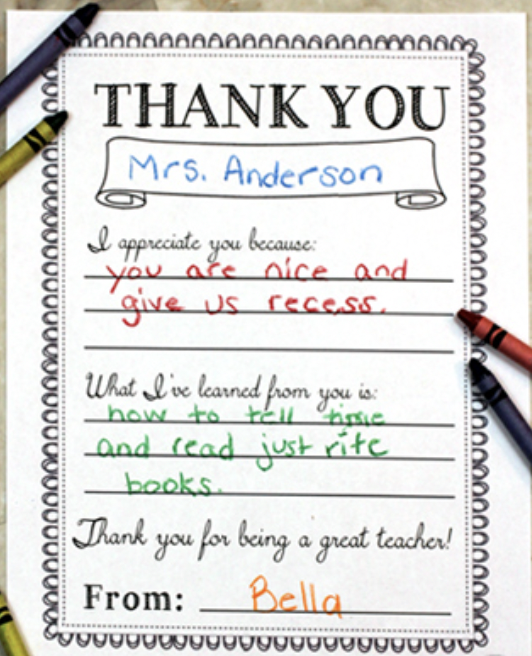 THANK YOU
Mrs. Anderson
I appreciate you because:
you are nice and
give us recess.
What I've learned from you is:
how to tell time
and read just rite
books.
Thank you for being a great teacher!
From: Bella